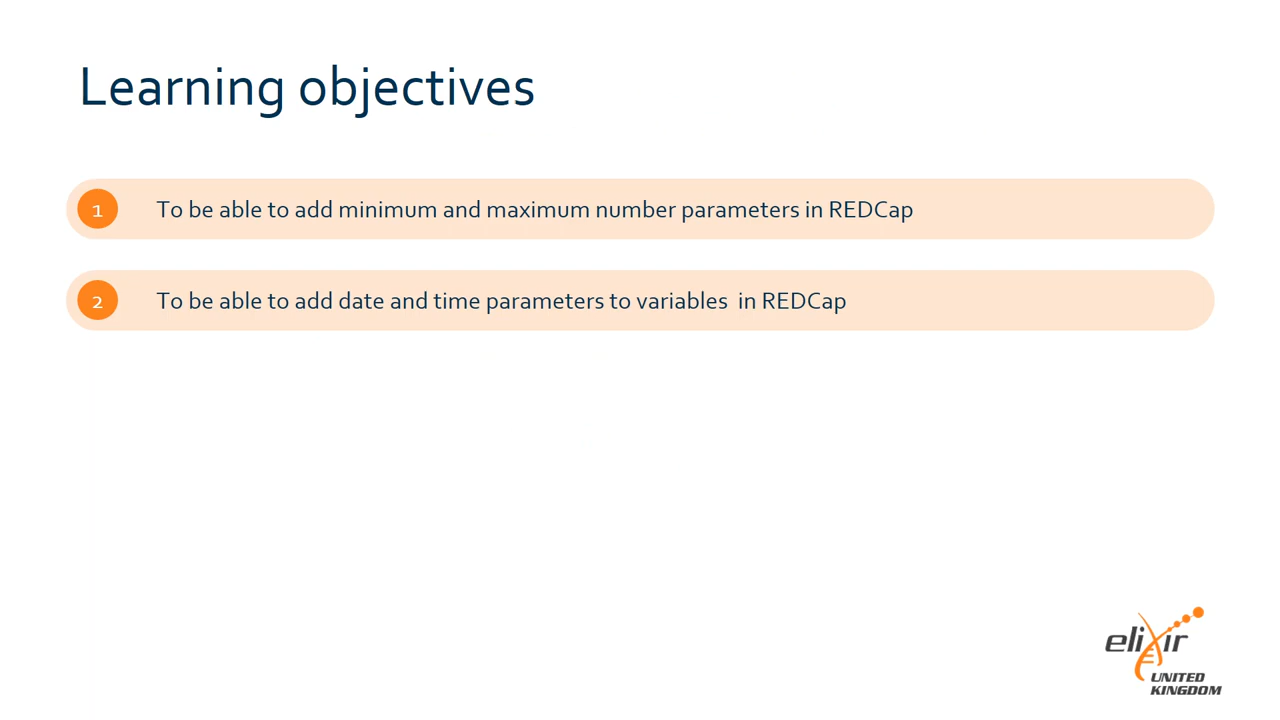 Learning objectives
1 To be able to add minimum and maximum number parameters in REDCap
2 To be able to add date and time parameters to variables  in REDCap
elixir
UNITED
KINGDOM